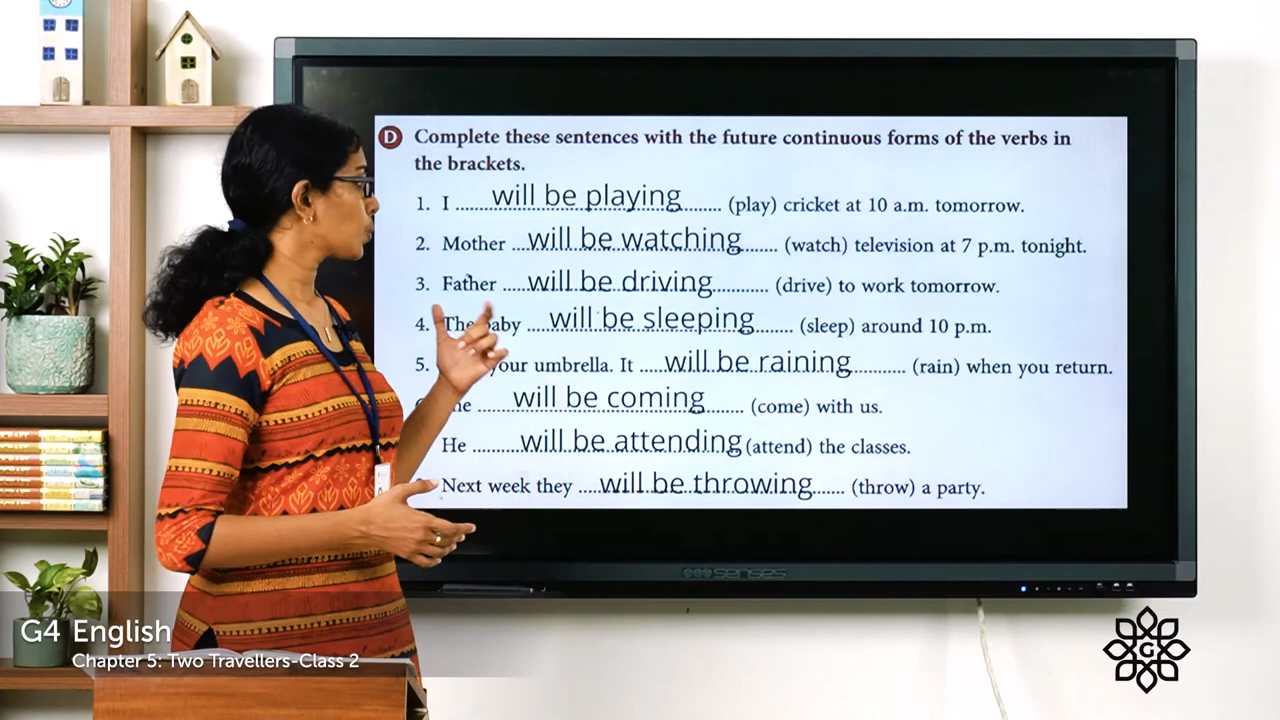 D Complete these sentences with the future continuous forms of the verbs in
the brackets.
1. I ... will be playing ... (play) cricket at 10 a.m. tomorrow.
2. Mother ... will be watching ... (watch) television at 7 p.m. tonight.
3. Father ... will be driving ... (drive) to work tomorrow.
4. The baby ... will be sleeping ... (sleep) around 10 p.m.
5. your umbrella. It ... will be raining ... (rain) when you return.
... will be coming ... (come) with us.
He ... will be attending (attend) the classes.
Next week they ... will be throwing ... (throw) a party.
senses
G4 English
Chapter 5: Two Travellers-Class 2
G